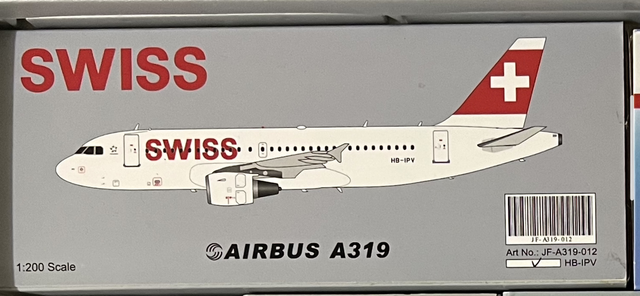 SWISS
SWISS
HB-IPV
AIRBUS A319
JF-A319-012
Art No.: JF-A319-012
HB-IPV
1:200 Scale